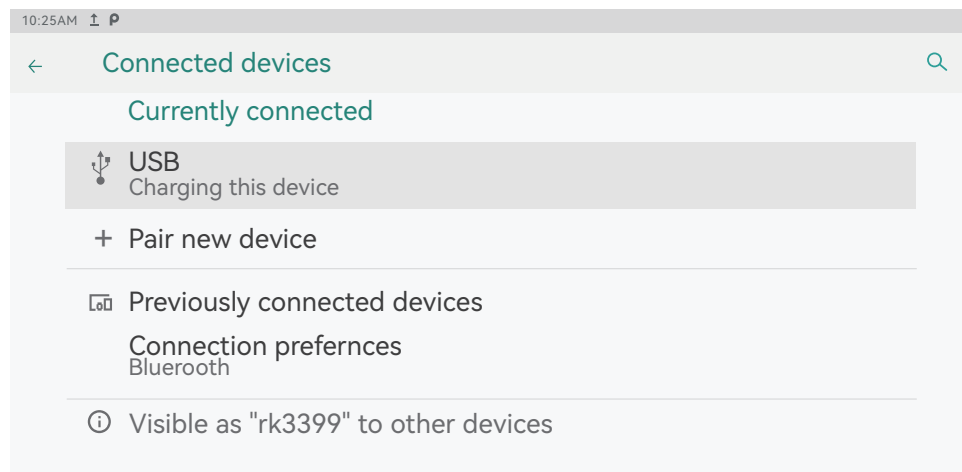 10:25AM
Connected devices
Currently connected
USB
Charging this device
Pair new device
Previously connected devices
Connection prefernces
Bluerooth
Visible as "rk3399" to other devices